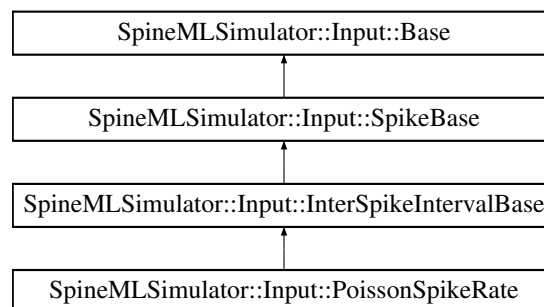 SpineMLSimulator::Input::Base
SpineMLSimulator::Input::SpikeBase
SpineMLSimulator::Input::InterSpikeIntervalBase
SpineMLSimulator::Input::PoissonSpikeRate